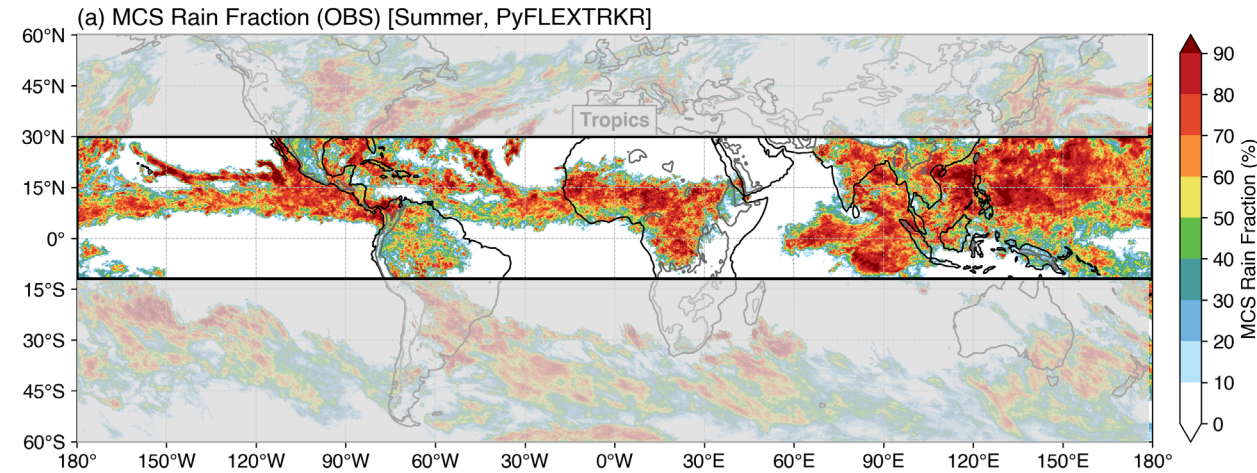 (a) MCS Rain Fraction (OBS) [Summer, PyFLEXTRKR]
60°N
45°N
30°N
15°N
0°
15°S
30°S
45°S
60°S
Tropics
180°
150°W
120°W
90°W
60°W
30°W
0°W
30°E
60°E
90°E
120°E
150°E
180°
90
80
70
60
50
40
30
20
10
0
MCS Rain Fraction (%)